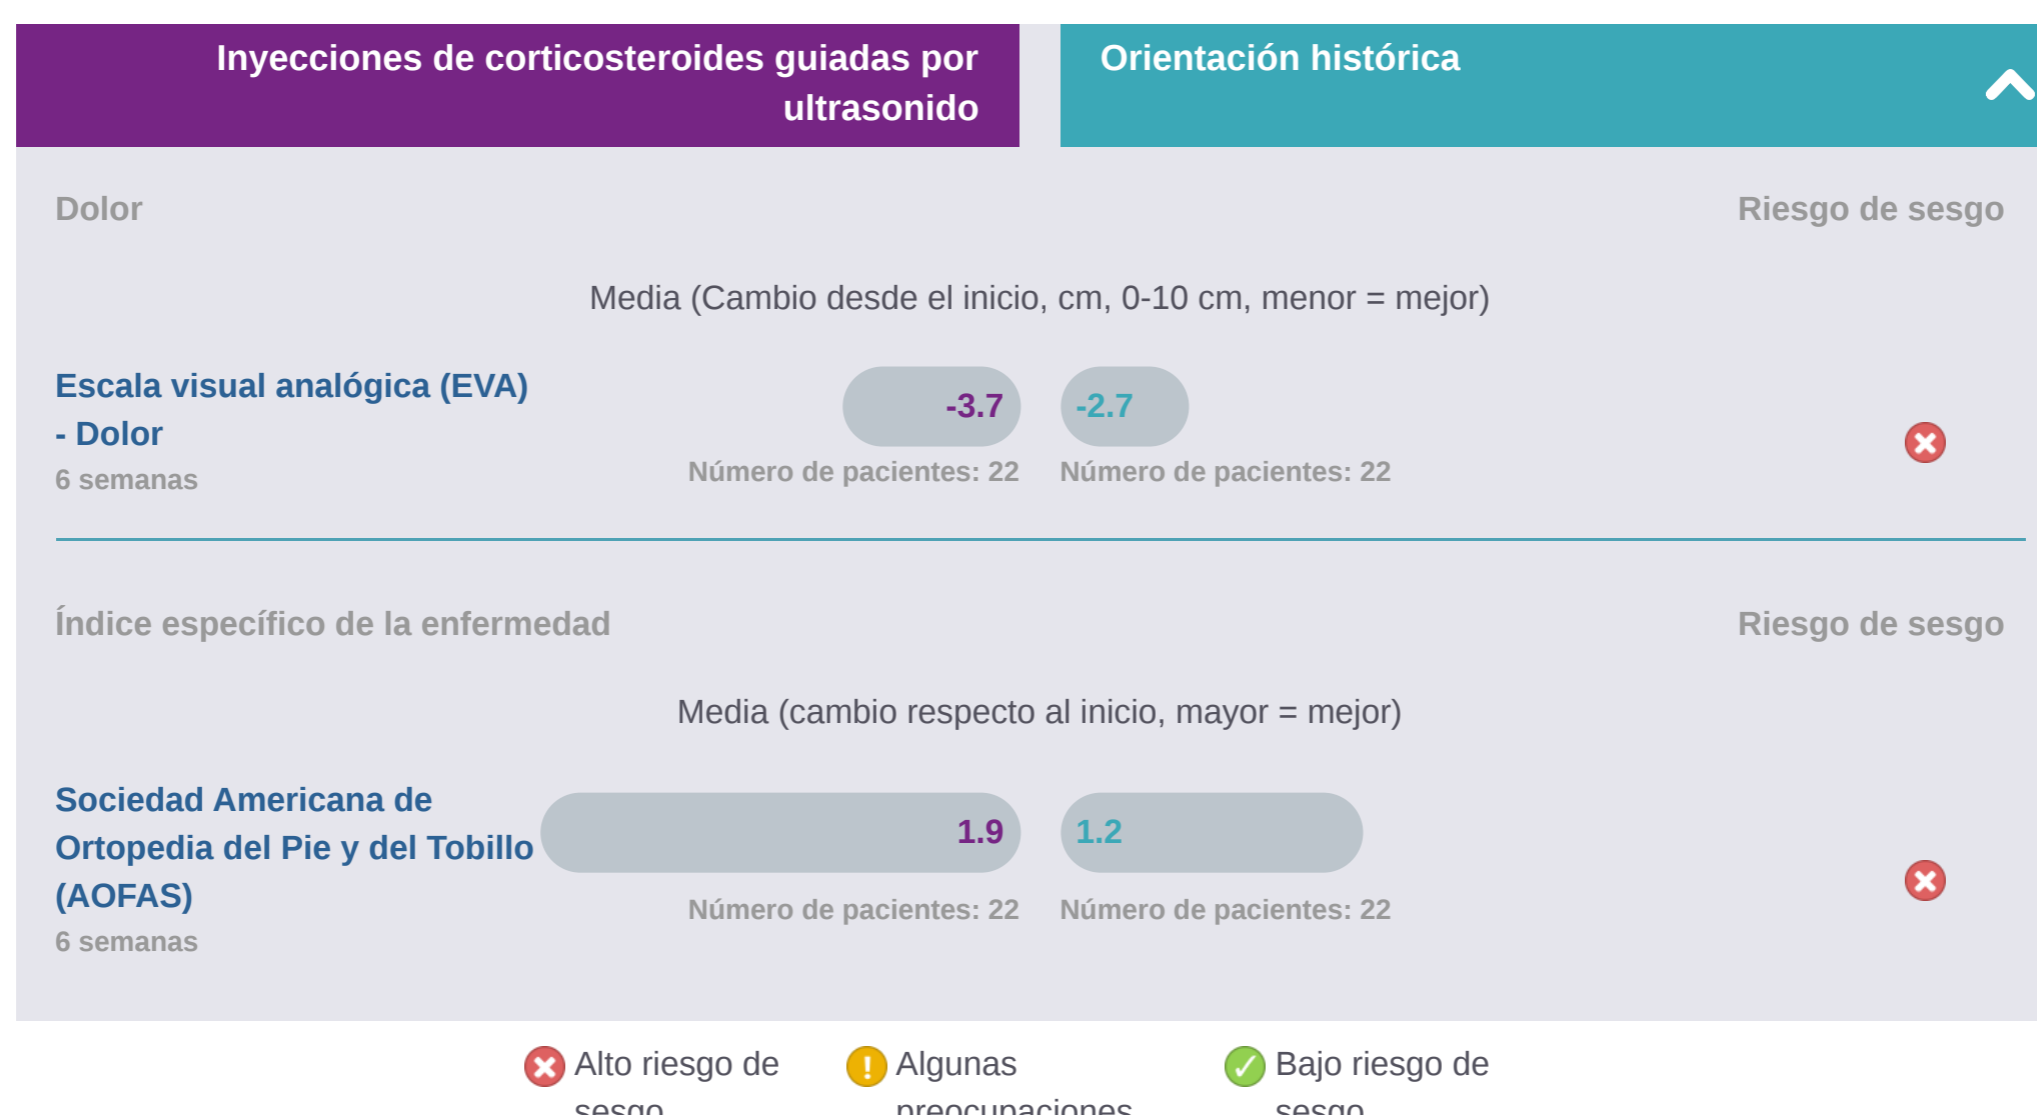 Inyecciones de corticosteroides guiadas por
ultrasonido
Orientación histórica
Dolor
Riesgo de sesgo
Media (Cambio desde el inicio, cm, 0-10 cm, menor = mejor)
Escala visual analógica (EVA)
- Dolor
6 semanas
-3.7
-2.7
Número de pacientes: 22
Número de pacientes: 22
Índice específico de la enfermedad
Riesgo de sesgo
Media (cambio respecto al inicio, mayor = mejor)
Sociedad Americana de
Ortopedia del Pie y del Tobillo
(AOFAS)
6 semanas
1.9
1.2
Número de pacientes: 22
Número de pacientes: 22
Alto riesgo de
sesgo
Algunas
preocupaciones
Bajo riesgo de
sesgo